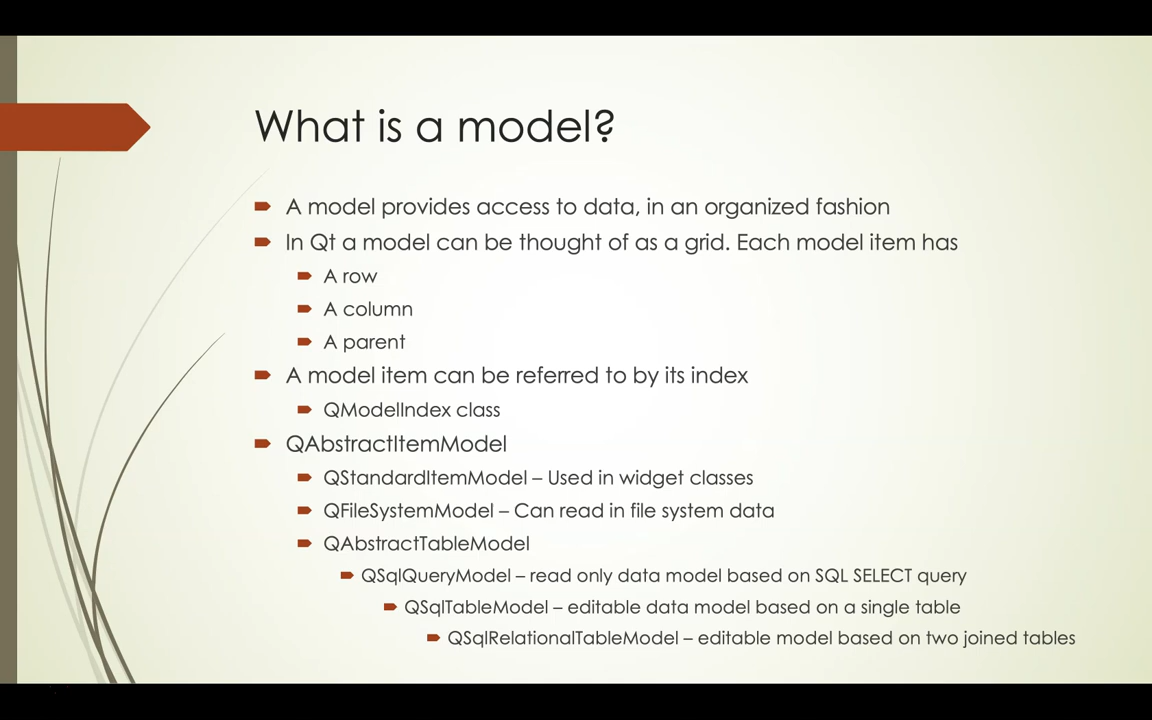 What is a model?
A model provides access to data, in an organized fashion
In Qt a model can be thought of as a grid. Each model item has
A row
A column
A parent
A model item can be referred to by its index
QModelIndex class
QAbstractItemModel
QStandardItemModel – Used in widget classes
QFileSystemModel – Can read in file system data
QAbstractTableModel
QSqlQueryModel – read only data model based on SQL SELECT query
QSqlTableModel – editable data model based on a single table
QSqlRelationalTableModel – editable model based on two joined tables